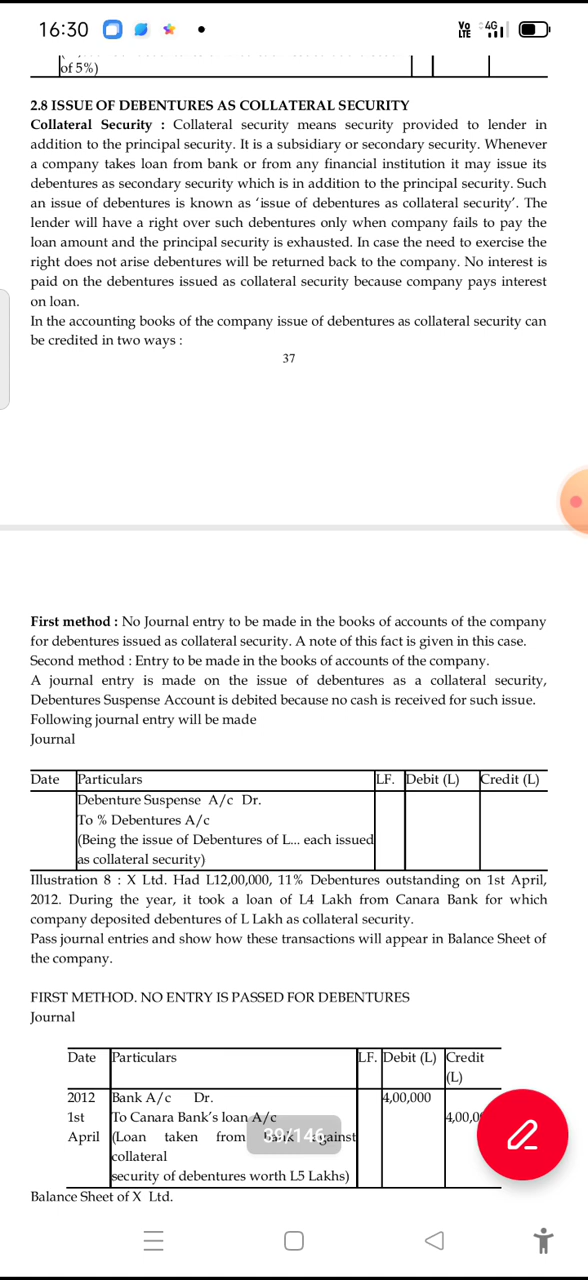 16:30
Vo LTE 4G
of 5%)
2.8 ISSUE OF DEBENTURES AS COLLATERAL SECURITY
Collateral Security : Collateral security means security provided to lender in
addition to the principal security. It is a subsidiary or secondary security. Whenever
a company takes loan from bank or from any financial institution it may issue its
debentures as secondary security which is in addition to the principal security. Such
an issue of debentures is known as ‘issue of debentures as collateral security’. The
lender will have a right over such debentures only when company fails to pay the
loan amount and the principal security is exhausted. In case the need to exercise the
right does not arise debentures will be returned back to the company. No interest is
paid on the debentures issued as collateral security because company pays interest
on loan.
In the accounting books of the company issue of debentures as collateral security can
be credited in two ways :
37
First method : No Journal entry to be made in the books of accounts of the company
for debentures issued as collateral security. A note of this fact is given in this case.
Second method : Entry to be made in the books of accounts of the company.
A journal entry is made on the issue of debentures as a collateral security,
Debentures Suspense Account is debited because no cash is received for such issue.
Following journal entry will be made
Journal
Date Particulars LF. Debit (L) Credit (L)
Debenture Suspense A/c Dr.
To % Debentures A/c
(Being the issue of Debentures of L... each issued
as collateral security)
Illustration 8 : X Ltd. Had L12,00,000, 11% Debentures outstanding on 1st April,
2012. During the year, it took a loan of L4 Lakh from Canara Bank for which
company deposited debentures of L Lakh as collateral security.
Pass journal entries and show how these transactions will appear in Balance Sheet of
the company.
FIRST METHOD. NO ENTRY IS PASSED FOR DEBENTURES
Journal
Date Particulars LF. Debit (L) Credit
(L)
2012 Bank A/c Dr. 4,00,000
1st To Canara Bank’s loan A/c 4,00,0
April (Loan taken from 39/146
collateral
security of debentures worth L5 Lakhs)
Balance Sheet of X Ltd.